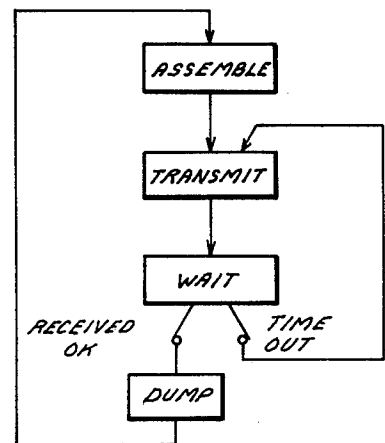 ASSEMBLE
TRANSMIT
WAIT
RECEIVED
OK
TIME
OUT
DUMP